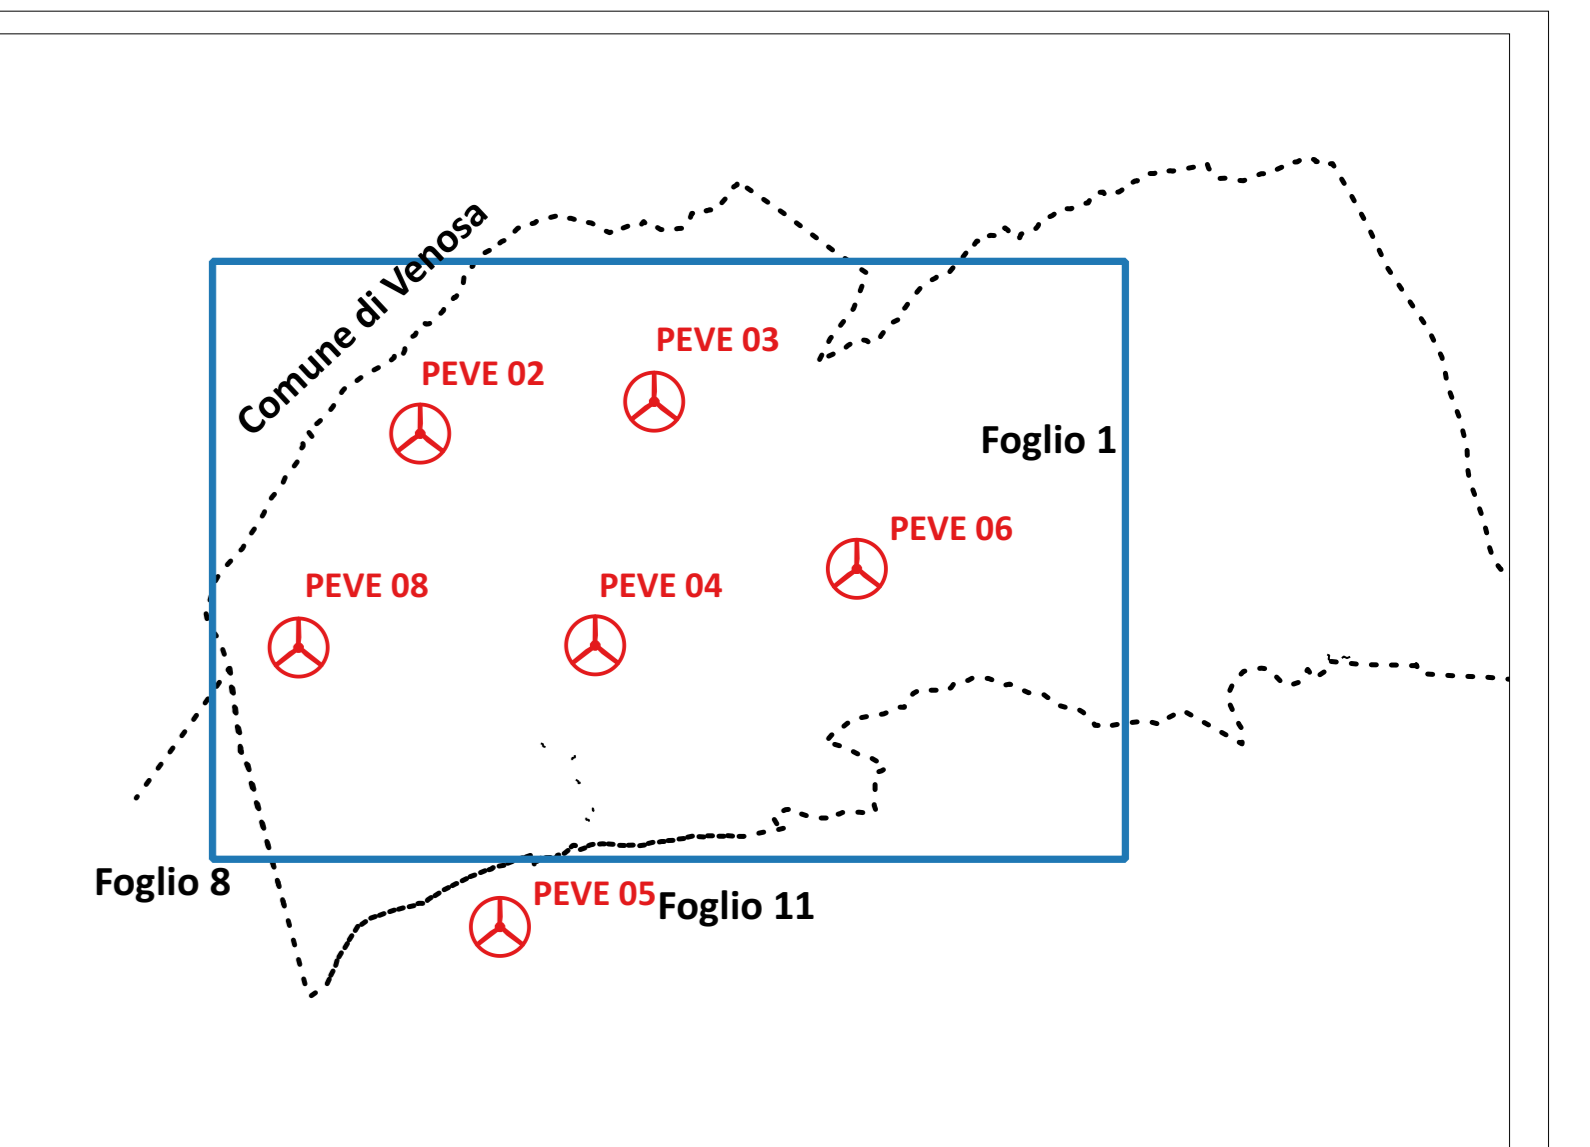 Comune di Venosa
PEVE 03
PEVE 02
Foglio 1
PEVE 06
PEVE 08
PEVE 04
Foglio 8
PEVE 05
Foglio 11